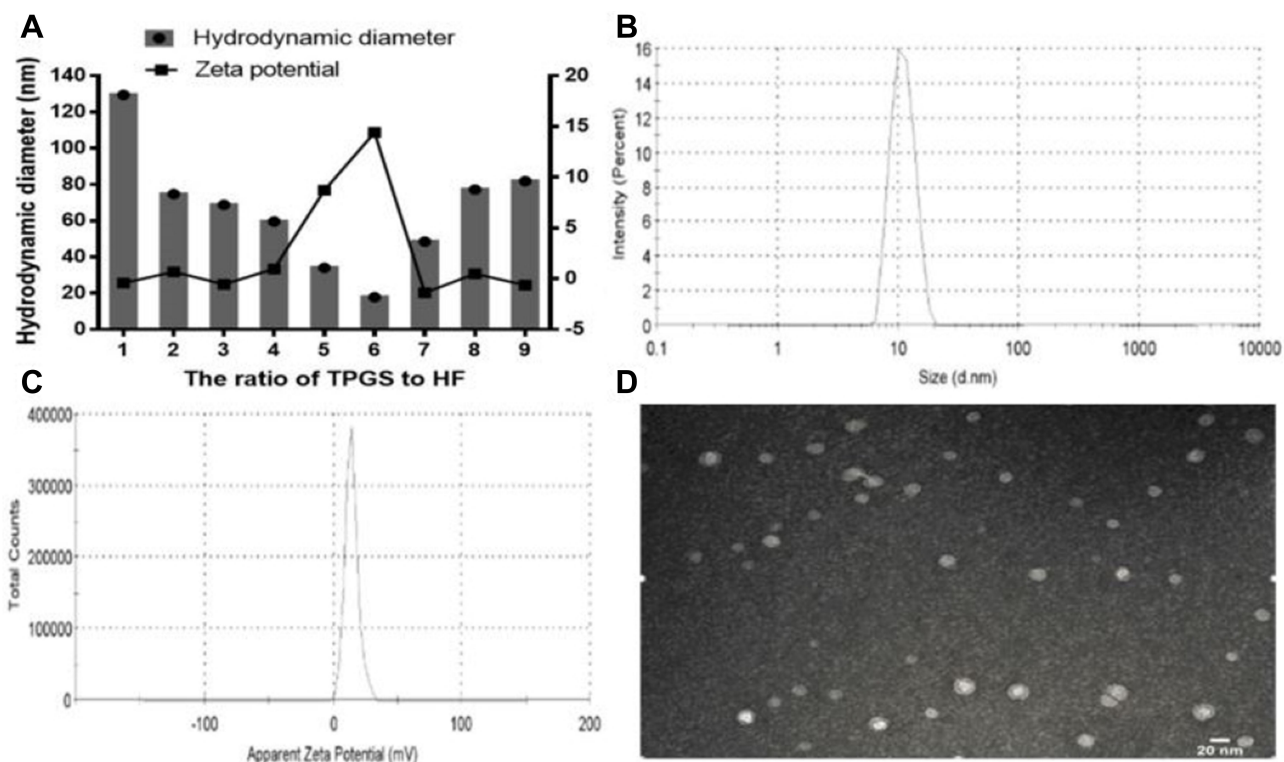 A
Hydrodynamic diameter
Zeta potential
Hydrodynamic diameter (nm)
140
120
100
80
60
40
20
0
20
15
10
5
0
-5
1 2 3 4 5 6 7 8 9
The ratio of TPGS to HF
B
Intensity (Percent)
16
14
12
10
8
6
4
2
0
0.1 1 10 100 1000 10000
Size (d.nm)
C
Total Counts
400000
300000
200000
100000
0
-100 0 100 200
Apparent Zeta Potential (mV)
D
20 nm